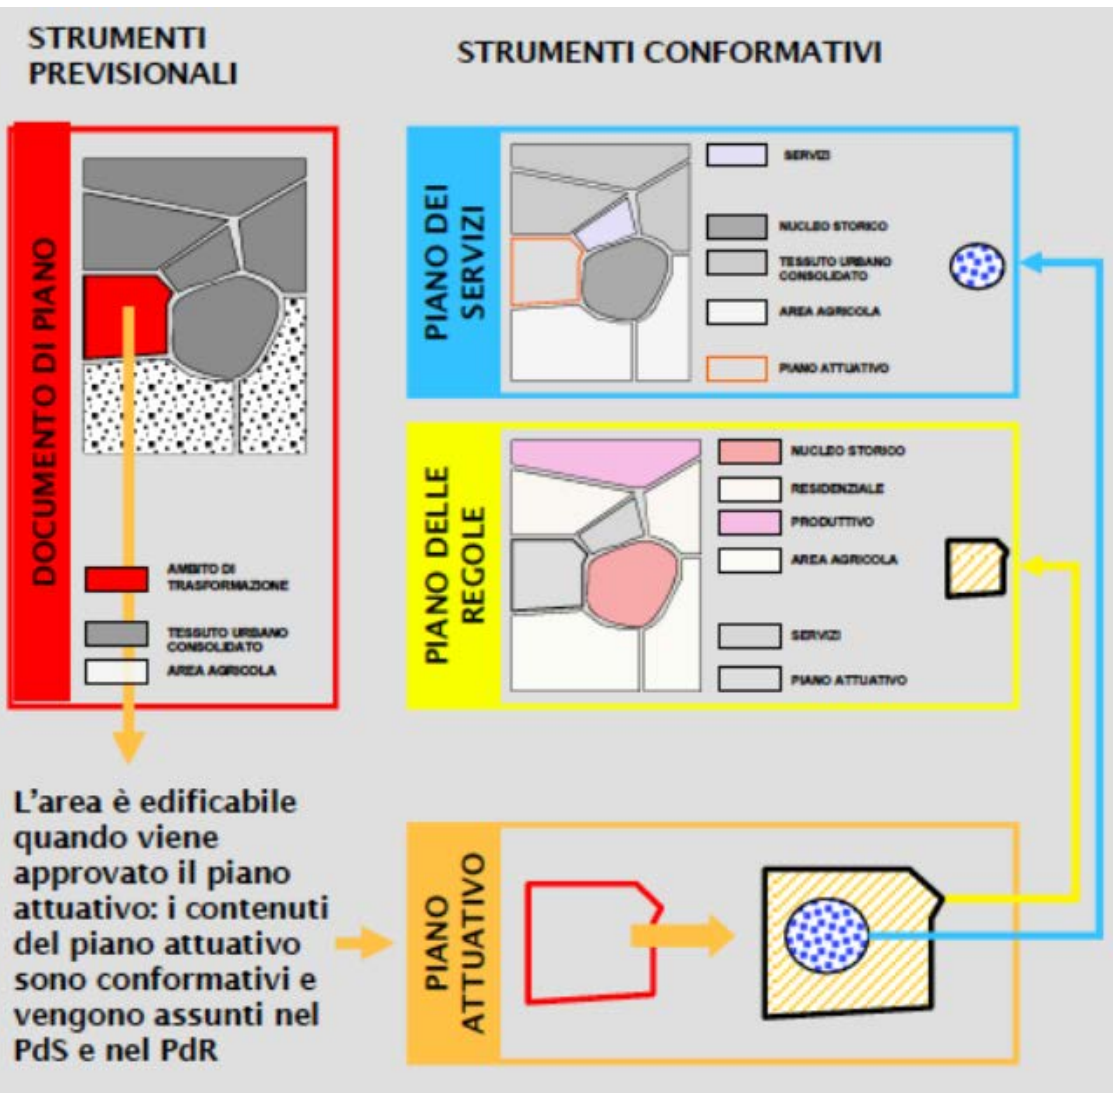 STRUMENTI
PREVISIONALI
STRUMENTI CONFORMATIVI
DOCUMENTO DI PIANO
AMBITO DI
TRASFORMAZIONE
TESSUTO URBANO
CONSOLIDATO
AREA AGRICOLA
PIANO DEI
SERVIZI
SERVIZI
NUCLEO STORICO
TESSUTO URBANO
CONSOLIDATO
AREA AGRICOLA
PIANO ATTUATIVO
PIANO DELLE
REGOLE
NUCLEO STORICO
RESIDENZIALE
PRODUTTIVO
AREA AGRICOLA
SERVIZI
PIANO ATTUATIVO
L'area è edificabile
quando viene
approvato il piano
attuativo: i contenuti
del piano attuativo
sono conformativi e
vengono assunti nel
PdS e nel PdR
PIANO
ATTUATIVO